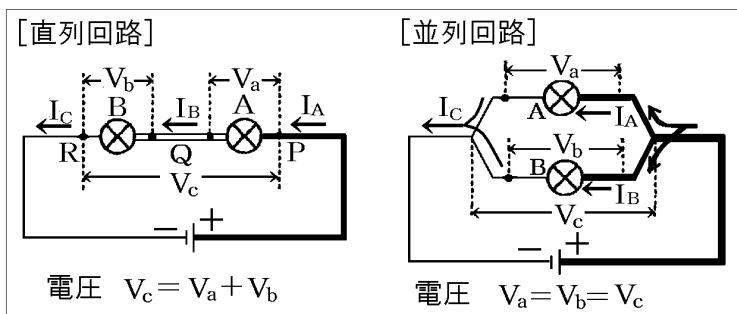 [直列回路]
Vb Va
IC B IB A IA
R Q P
Vc
− +
電圧 Vc = Va + Vb
[並列回路]
Va
IC A IA
Vb
B IB
Vc
− +
電圧 Va = Vb = Vc